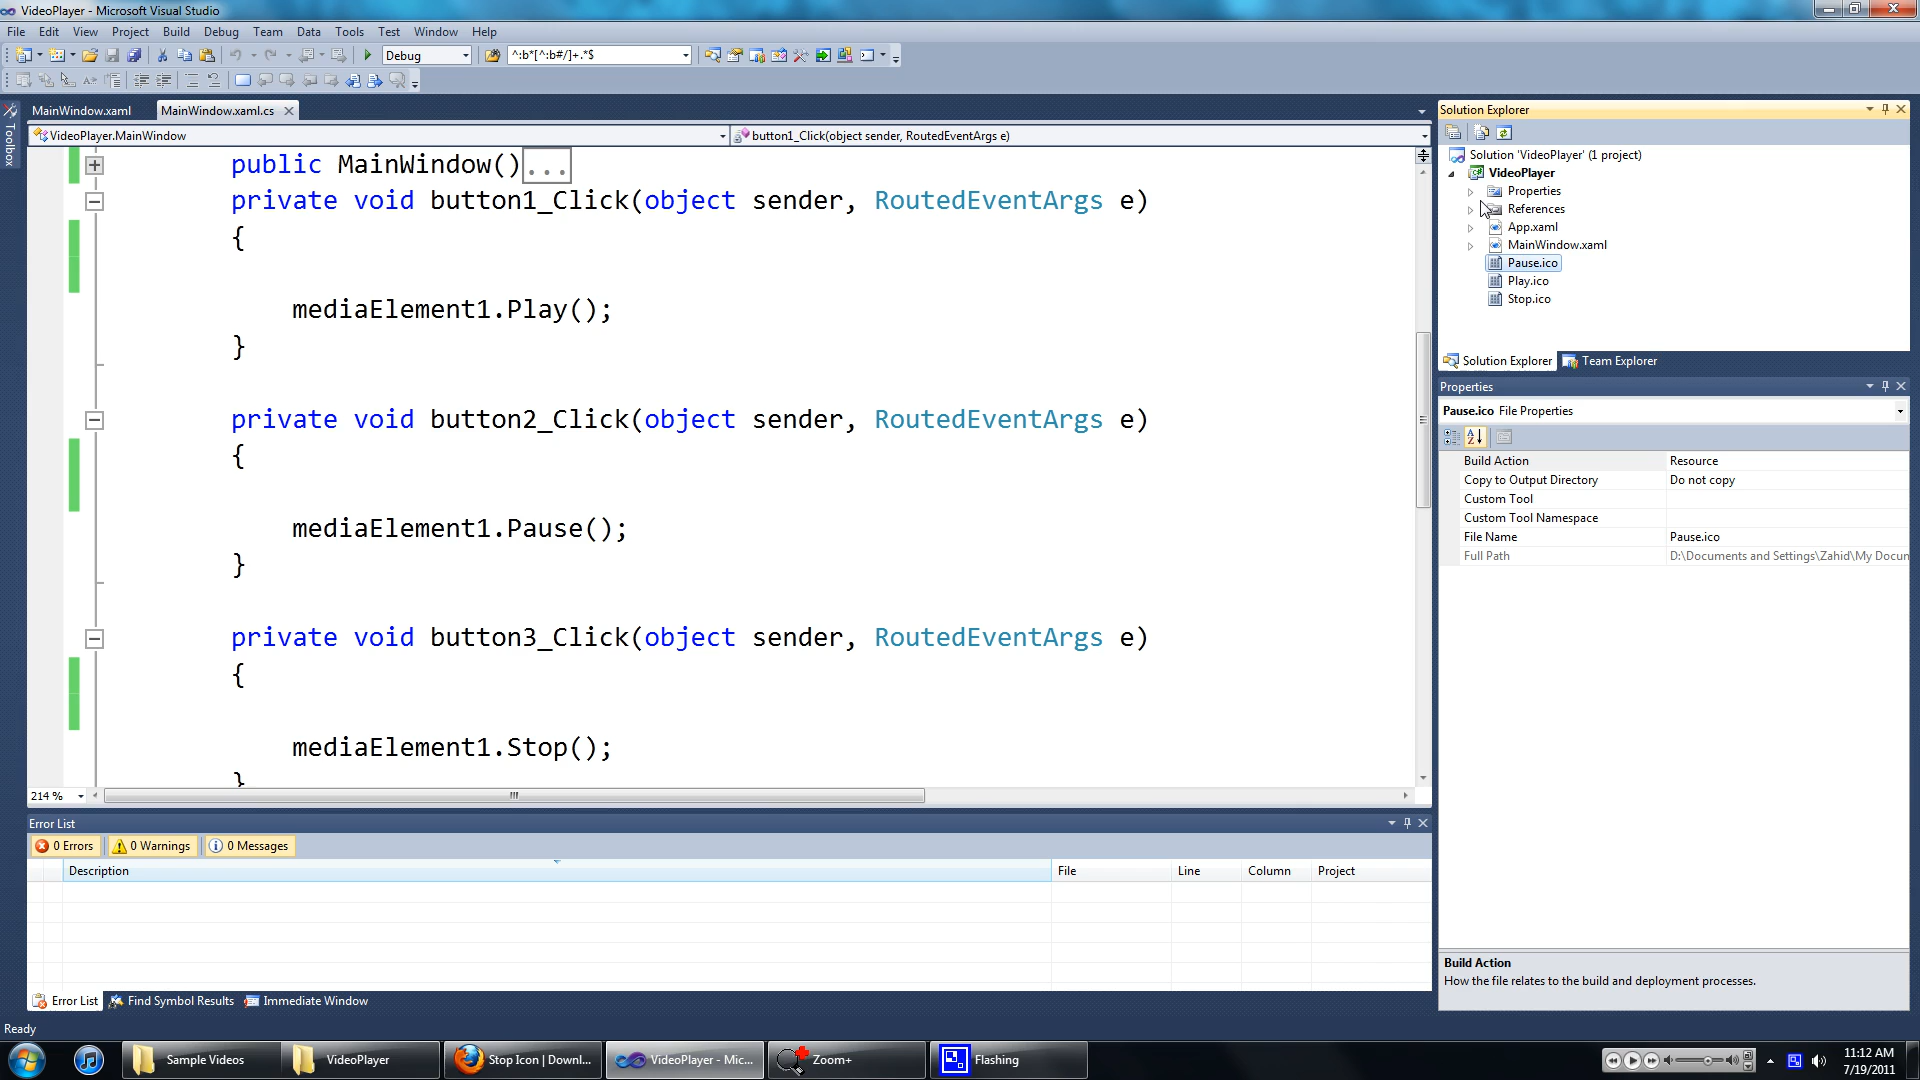 VideoPlayer - Microsoft Visual Studio
File Edit View Project Build Debug Team Data Tools Test Window Help
Debug ^:b*[^:b#/]+.*$
Toolbox
MainWindow.xaml MainWindow.xaml.cs
VideoPlayer.MainWindow button1_Click(object sender, RoutedEventArgs e)
public MainWindow()...
private void button1_Click(object sender, RoutedEventArgs e)
{
mediaElement1.Play();
}
private void button2_Click(object sender, RoutedEventArgs e)
{
mediaElement1.Pause();
}
private void button3_Click(object sender, RoutedEventArgs e)
{
mediaElement1.Stop();
}
214 %
Error List
0 Errors 0 Warnings 0 Messages
Description File Line Column Project
Error List Find Symbol Results Immediate Window
Ready
Solution Explorer
Solution 'VideoPlayer' (1 project)
VideoPlayer
Properties
References
App.xaml
MainWindow.xaml
Pause.ico
Play.ico
Stop.ico
Solution Explorer Team Explorer
Properties
Pause.ico File Properties
Build Action Resource
Copy to Output Directory Do not copy
Custom Tool
Custom Tool Namespace
File Name Pause.ico
Full Path D:\Documents and Settings\Zahid\My Docum
Build Action
How the file relates to the build and deployment processes.
Sample Videos VideoPlayer Stop Icon | Downl... VideoPlayer - Mic... Zoom+ Flashing
11:12 AM
7/19/2011